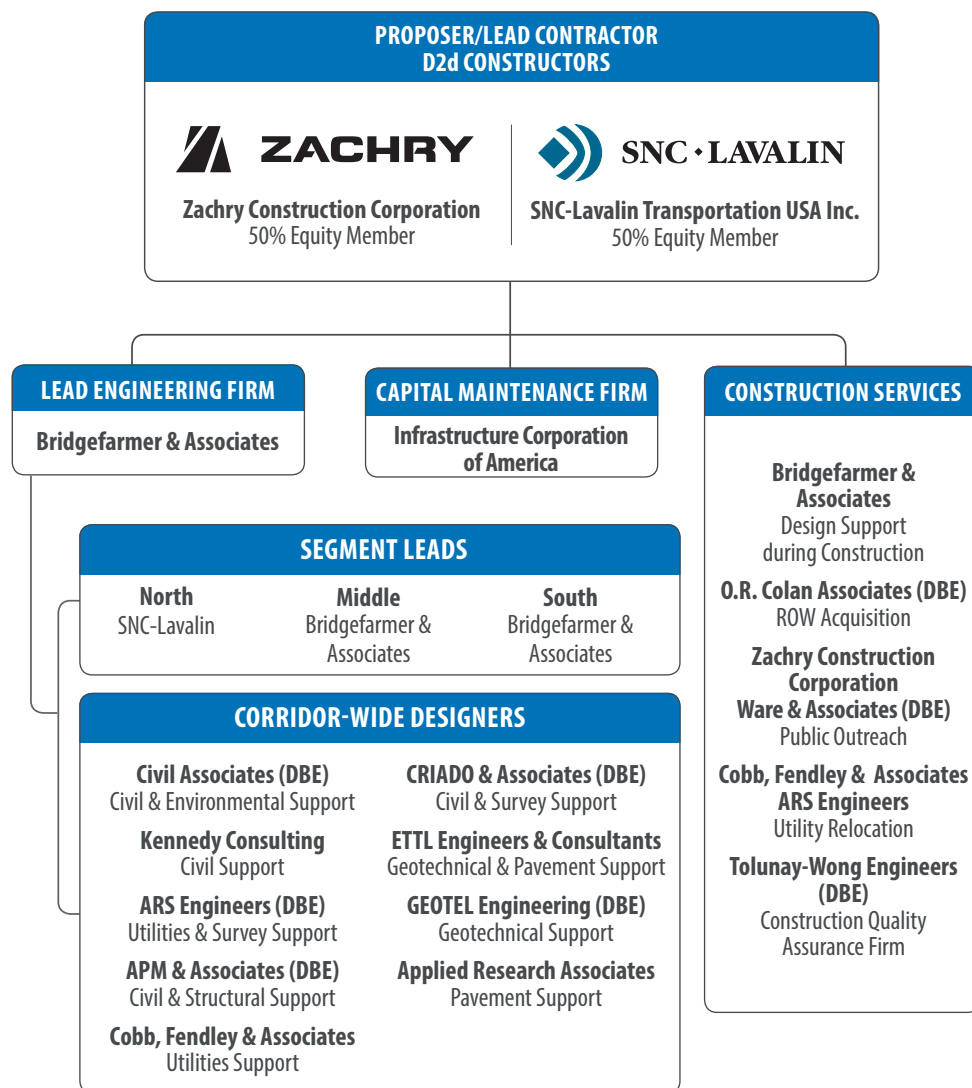 PROPOSER/LEAD CONTRACTOR
D2d CONSTRUCTORS
ZACHRY
Zachry Construction Corporation
50% Equity Member
SNC · LAVALIN
SNC-Lavalin Transportation USA Inc.
50% Equity Member
LEAD ENGINEERING FIRM
Bridgefarmer & Associates
CAPITAL MAINTENANCE FIRM
Infrastructure Corporation
of America
CONSTRUCTION SERVICES
Bridgefarmer &
Associates
Design Support
during Construction
O.R. Colan Associates (DBE)
ROW Acquisition
Zachry Construction
Corporation
Ware & Associates (DBE)
Public Outreach
Cobb, Fendley & Associates
ARS Engineers
Utility Relocation
Tolunay-Wong Engineers
(DBE)
Construction Quality
Assurance Firm
SEGMENT LEADS
North
SNC-Lavalin
Middle
Bridgefarmer &
Associates
South
Bridgefarmer &
Associates
CORRIDOR-WIDE DESIGNERS
Civil Associates (DBE)
Civil & Environmental Support
Kennedy Consulting
Civil Support
ARS Engineers (DBE)
Utilities & Survey Support
APM & Associates (DBE)
Civil & Structural Support
Cobb, Fendley & Associates
Utilities Support
CRIADO & Associates (DBE)
Civil & Survey Support
ETTL Engineers & Consultants
Geotechnical & Pavement Support
GEOTEL Engineering (DBE)
Geotechnical Support
Applied Research Associates
Pavement Support